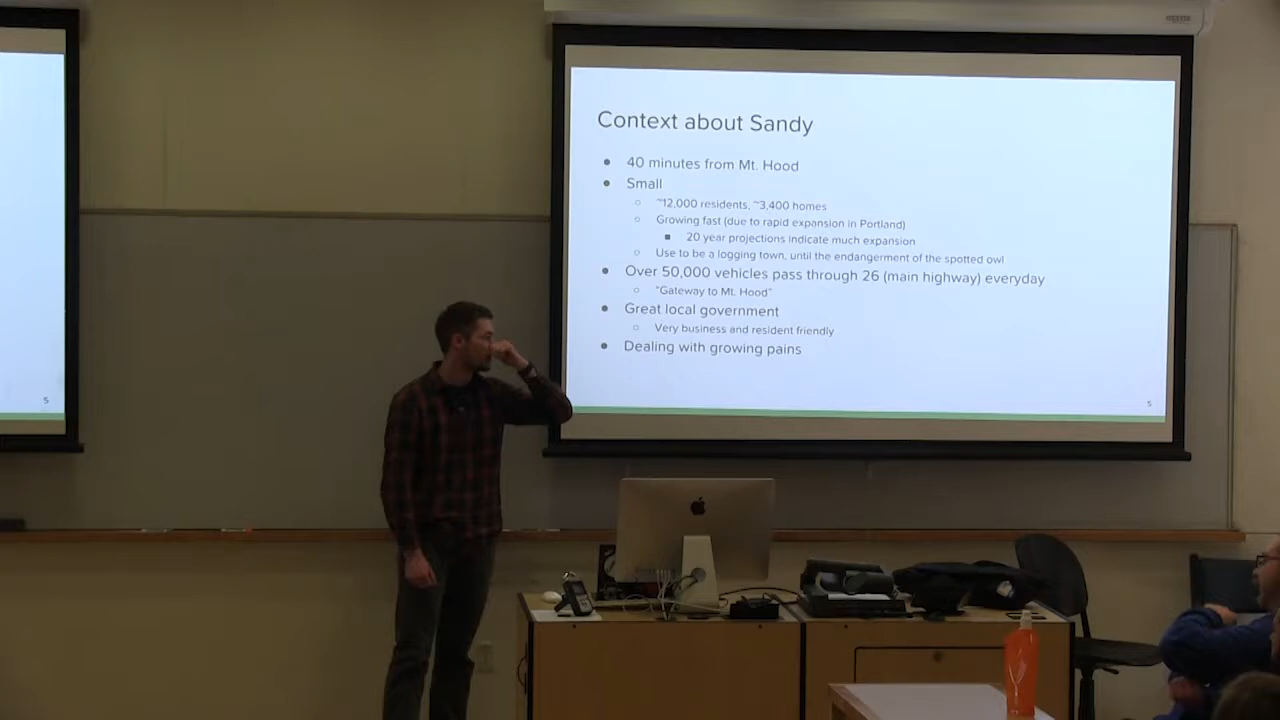 Context about Sandy
● 40 minutes from Mt. Hood
● Small
○ ~12,000 residents, ~3,400 homes
○ Growing fast (due to rapid expansion in Portland)
■ 20 year projections indicate much expansion
○ Use to be a logging town, until the endangerment of the spotted owl
● Over 50,000 vehicles pass through 26 (main highway) everyday
○ "Gateway to Mt. Hood"
● Great local government
○ Very business and resident friendly
● Dealing with growing pains
5
5